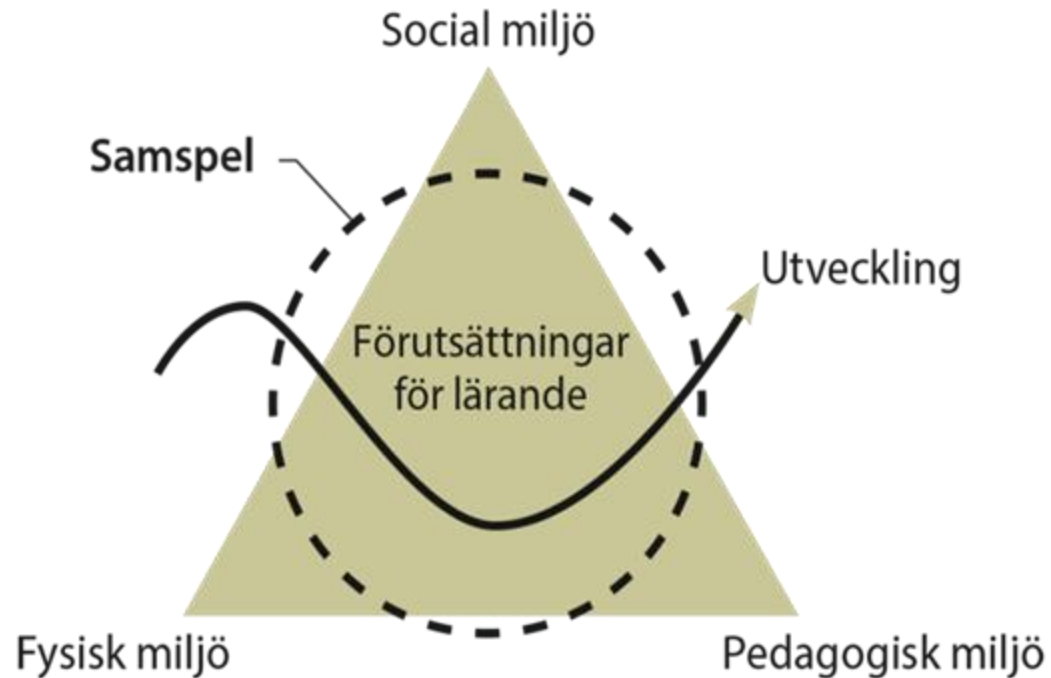 Social miljö
Samspel
Utveckling
Förutsättningar
för lärande
Fysisk miljö
Pedagogisk miljö